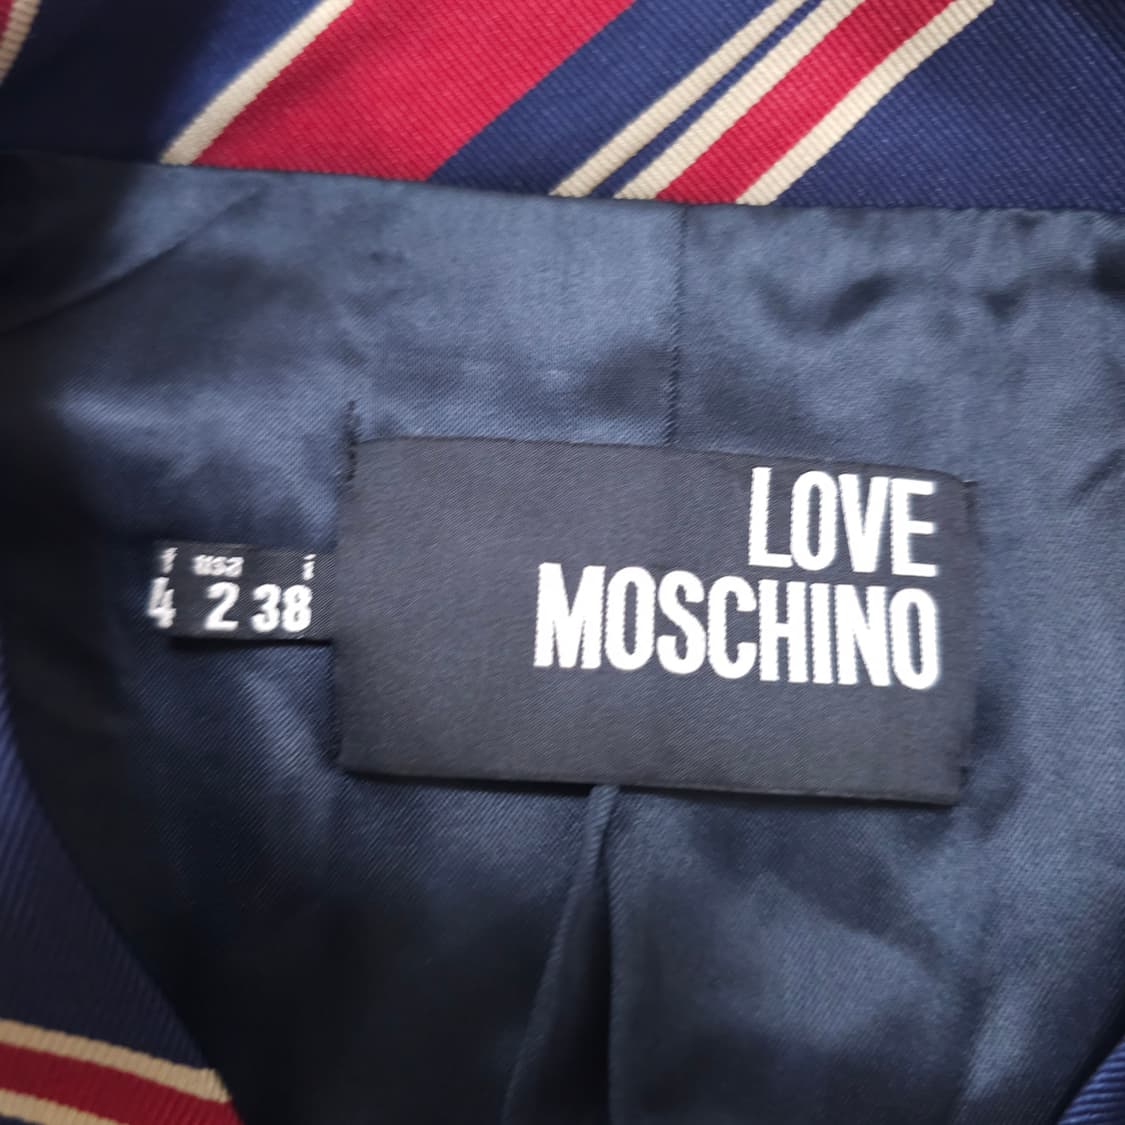 LOVE
MOSCHINO
f usa i
4 2 38